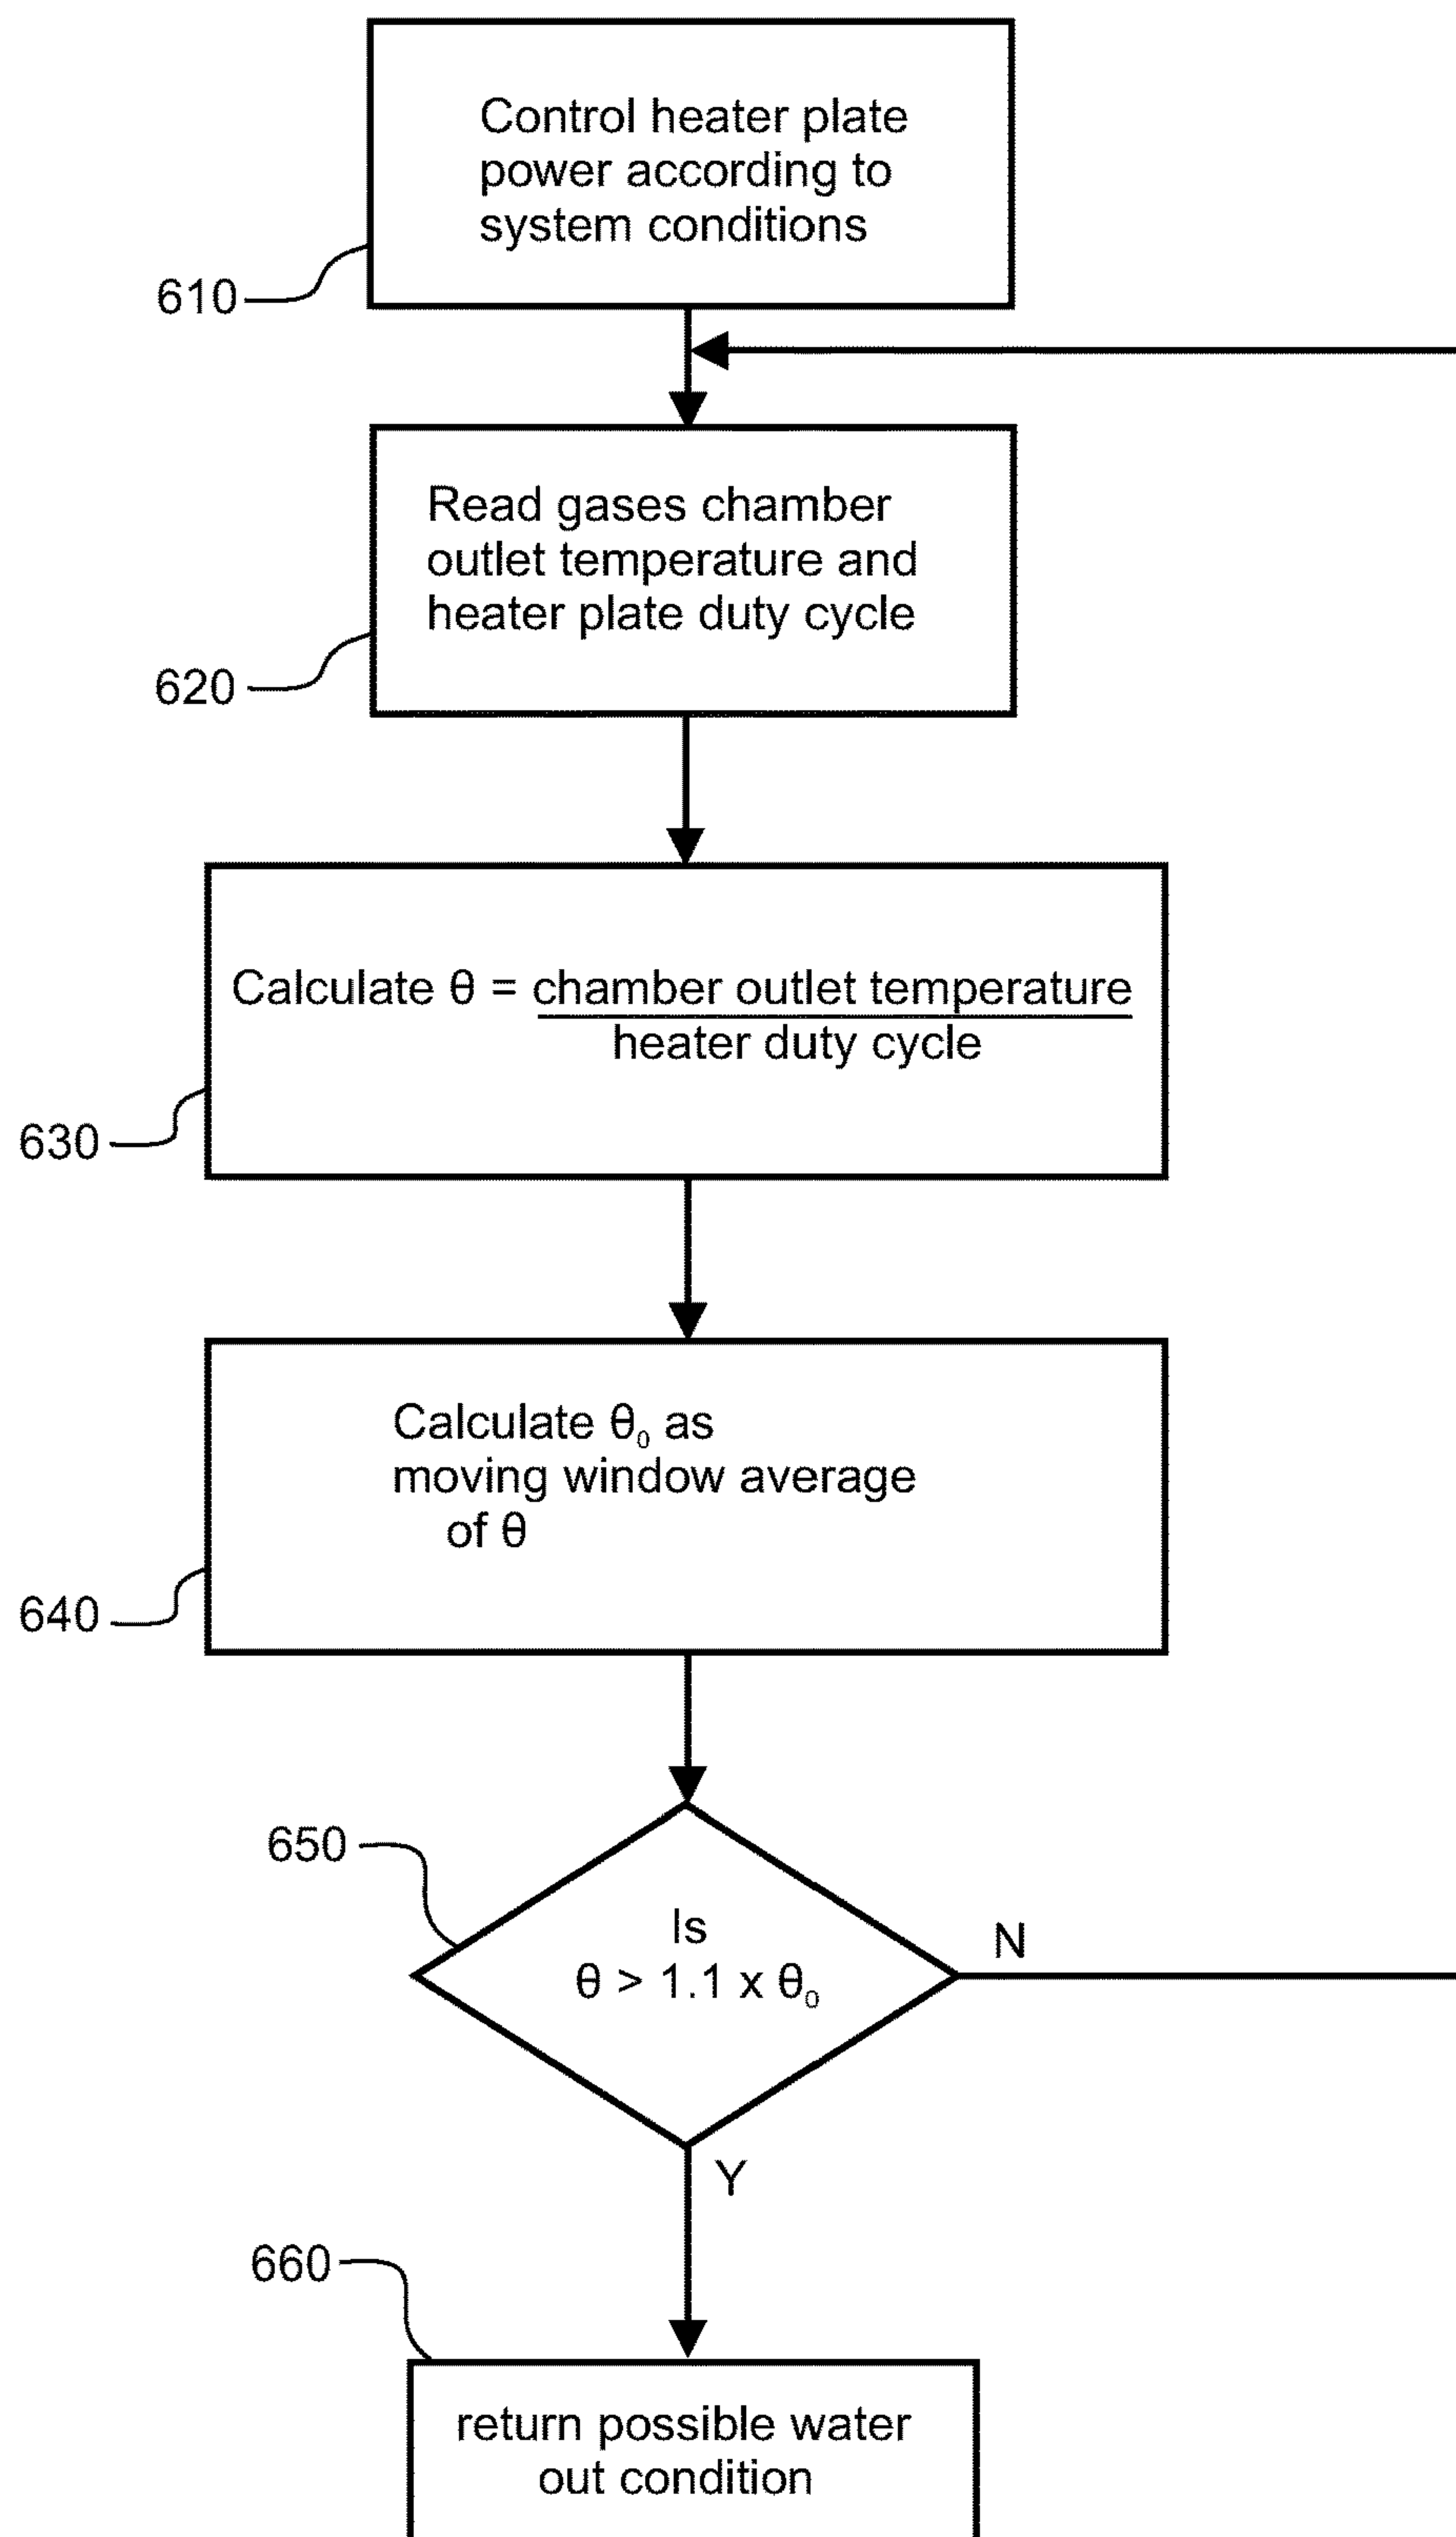 Control heater plate
power according to
system conditions
610
Read gases chamber
outlet temperature and
heater plate duty cycle
620
Calculate θ = chamber outlet temperature
heater duty cycle
630
Calculate θ₀ as
moving window average
of θ
640
650
Is
θ > 1.1 x θ₀
N
Y
660
return possible water
out condition